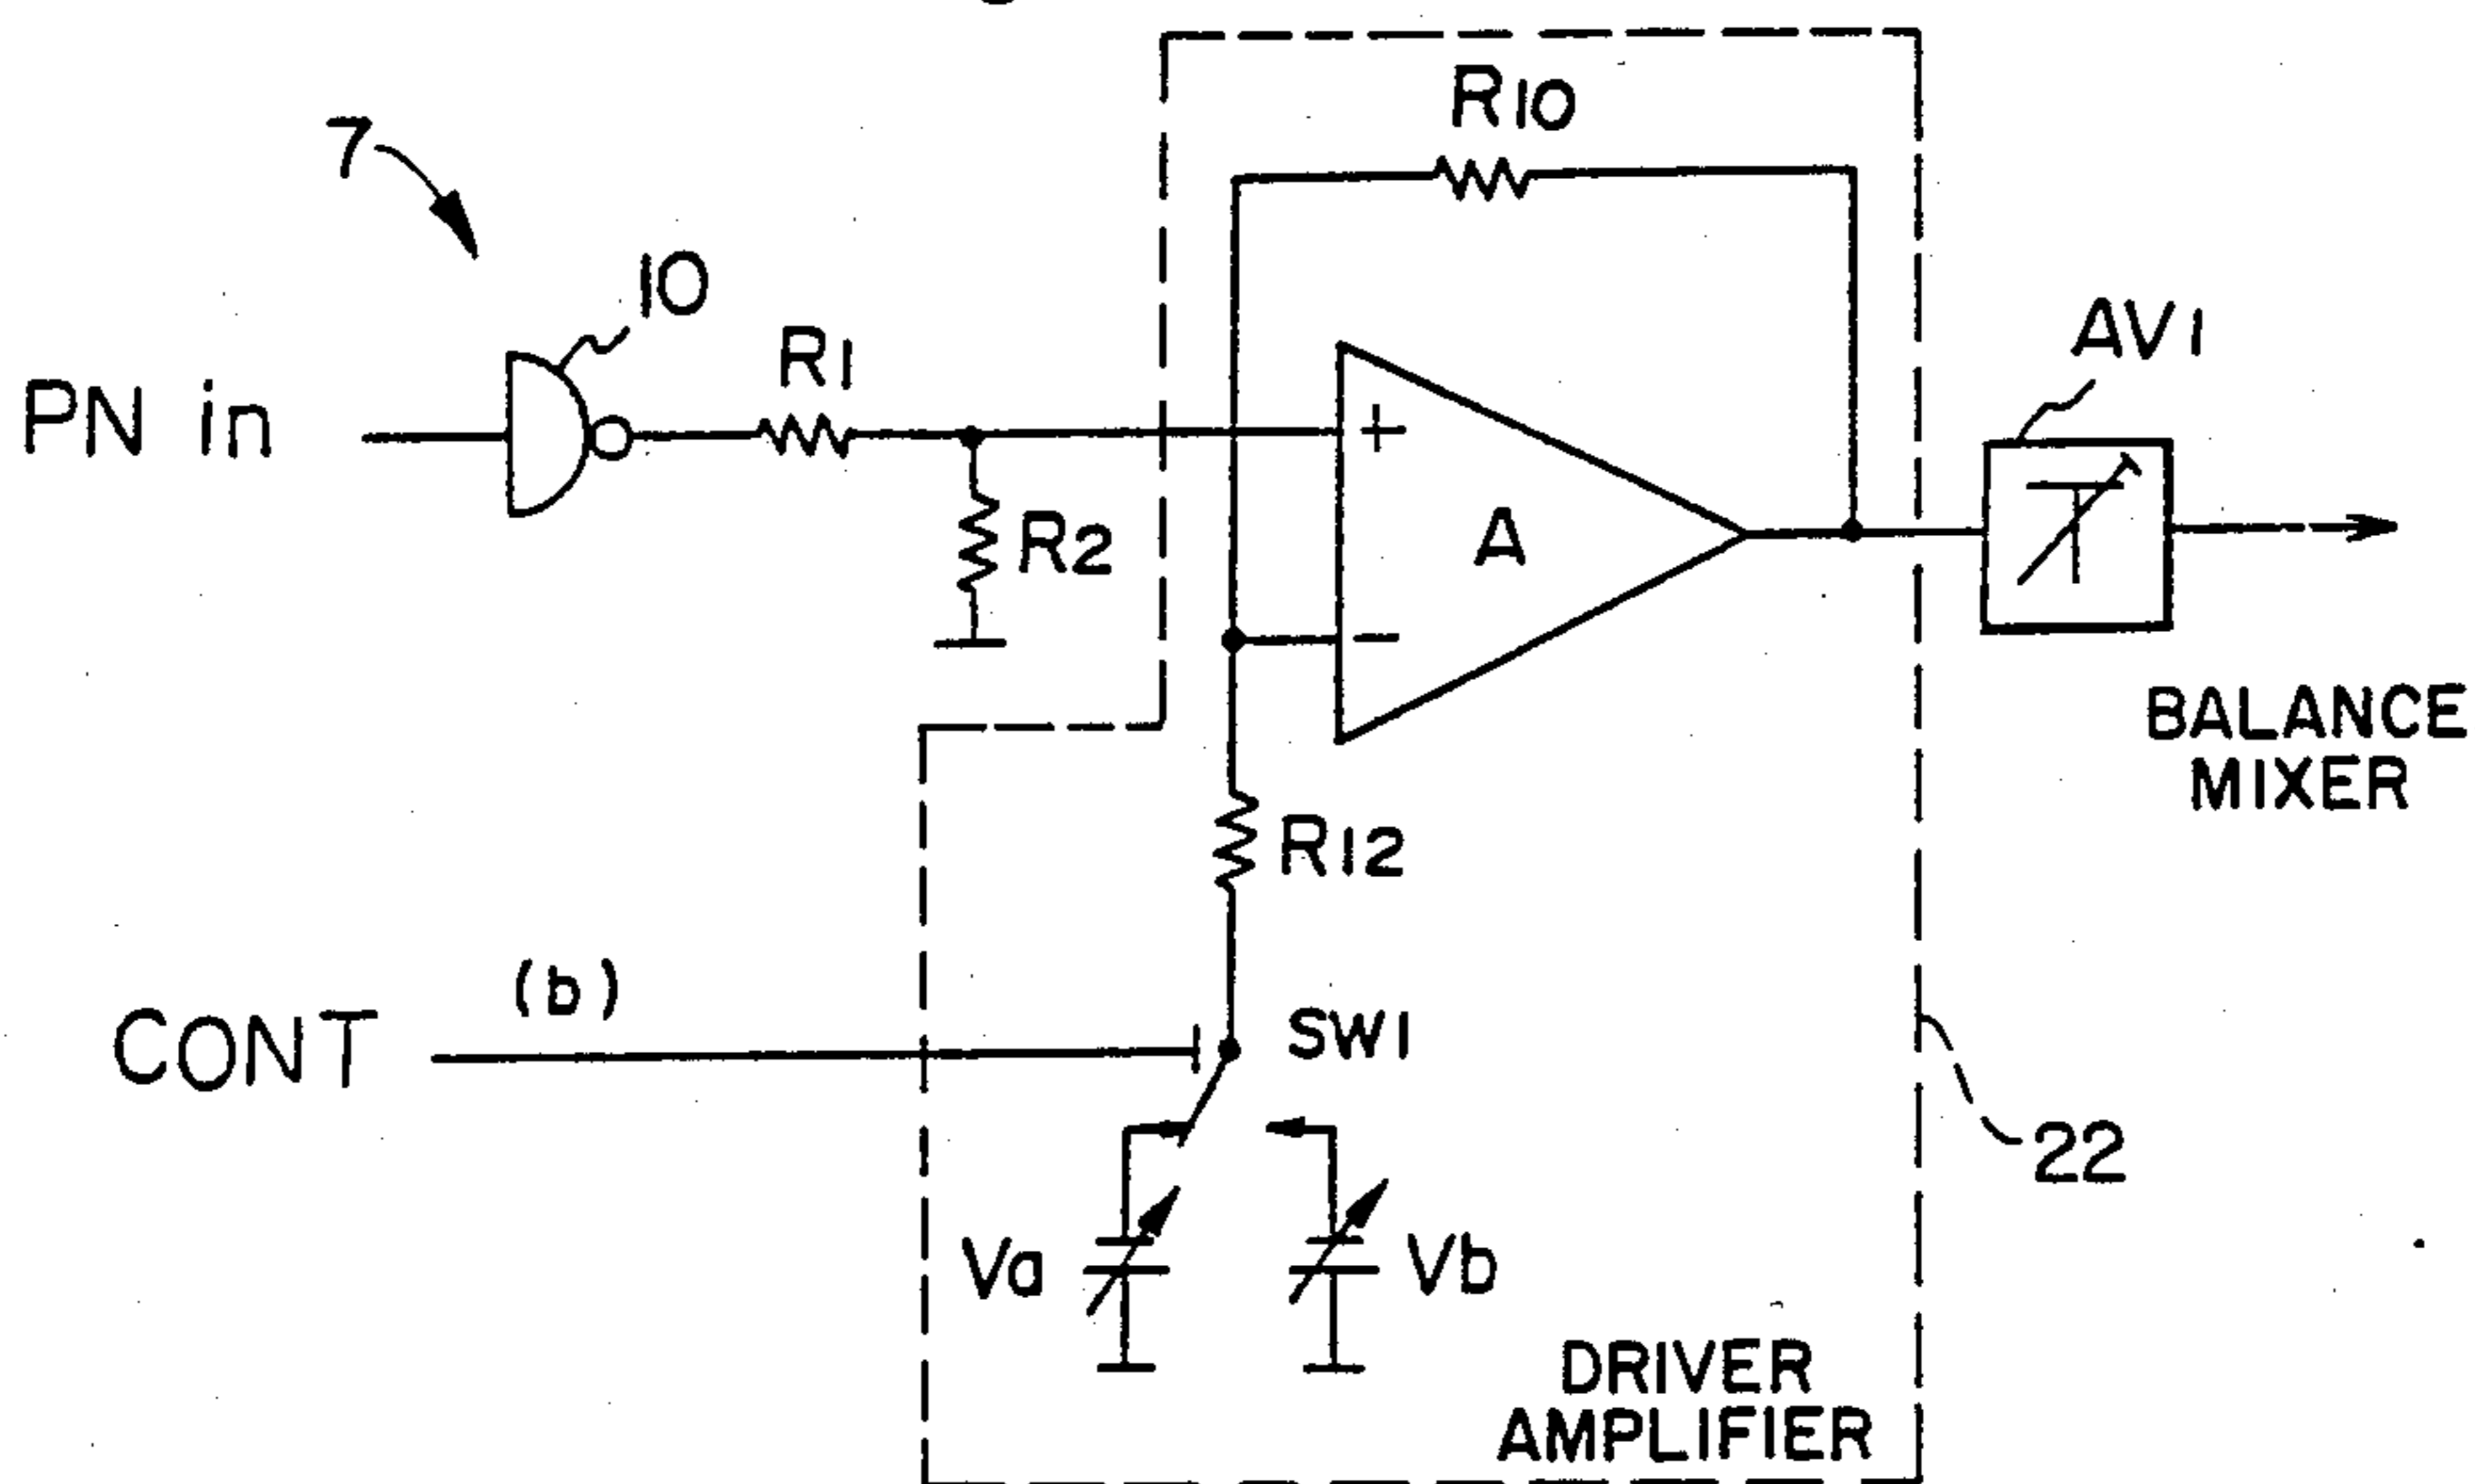 R10
7
10
R1
AV1
PN in
+
A
R2
−
BALANCE
MIXER
R12
(b)
CONT
SW1
22
Va
Vb
DRIVER
AMPLIFIER